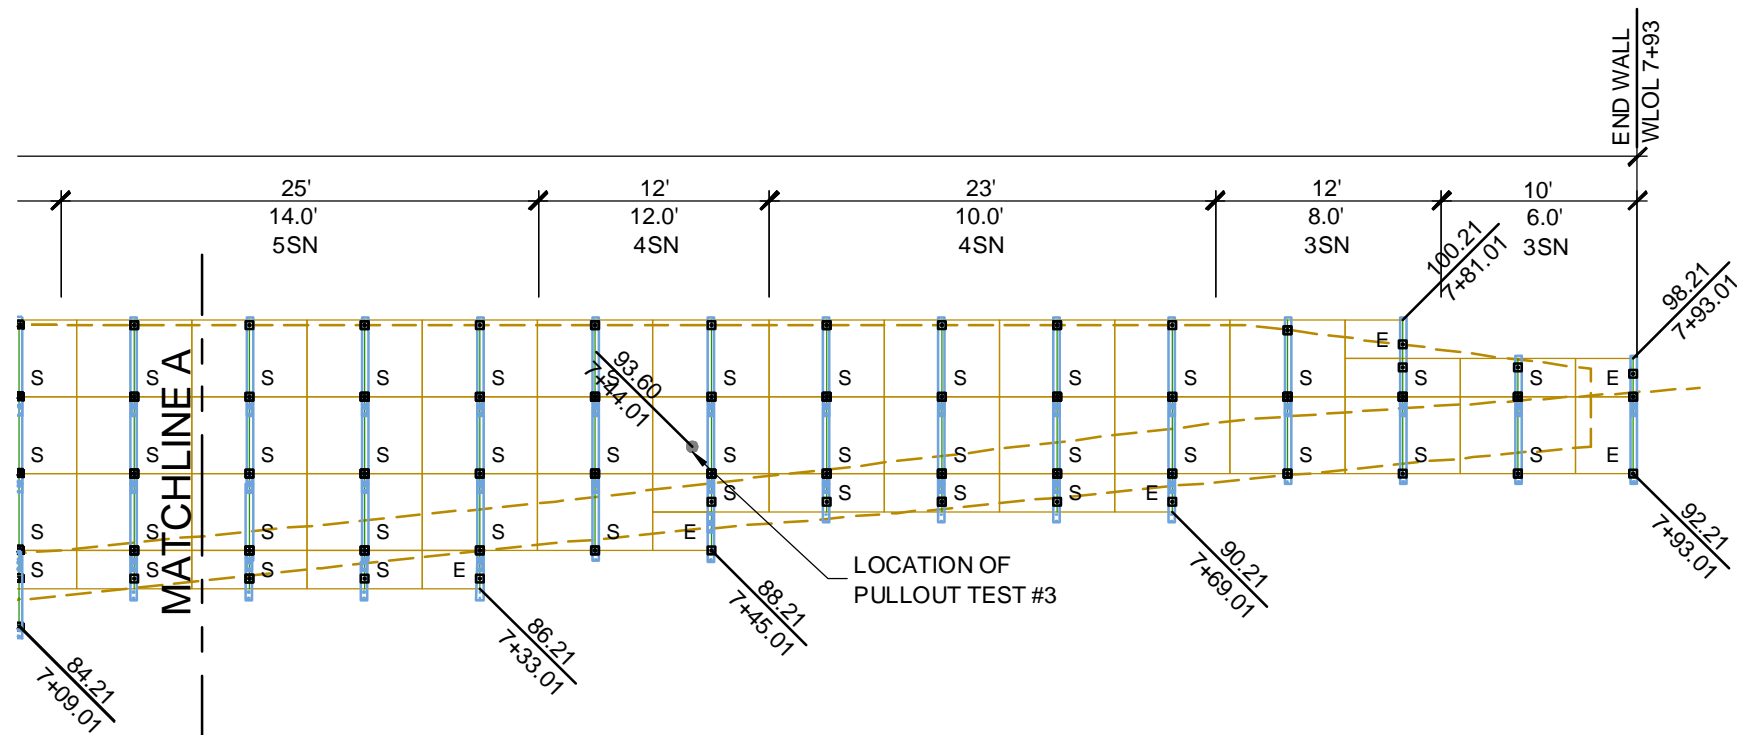 END WALL
WLOL 7+93
25'
14.0'
5SN
12'
12.0'
4SN
23'
10.0'
4SN
12'
8.0'
3SN
10'
6.0'
3SN
100.21
7+81.01
98.21
7+93.01
MATCHLINE A
93.60
7+44.01
E
S S S S S S S S S S S S S E
S S S S S S S S S S S S S E
S S S S S S S S S S E
S S S S E E
LOCATION OF
PULLOUT TEST #3
84.21
7+09.01
86.21
7+33.01
88.21
7+45.01
90.21
7+69.01
92.21
7+93.01